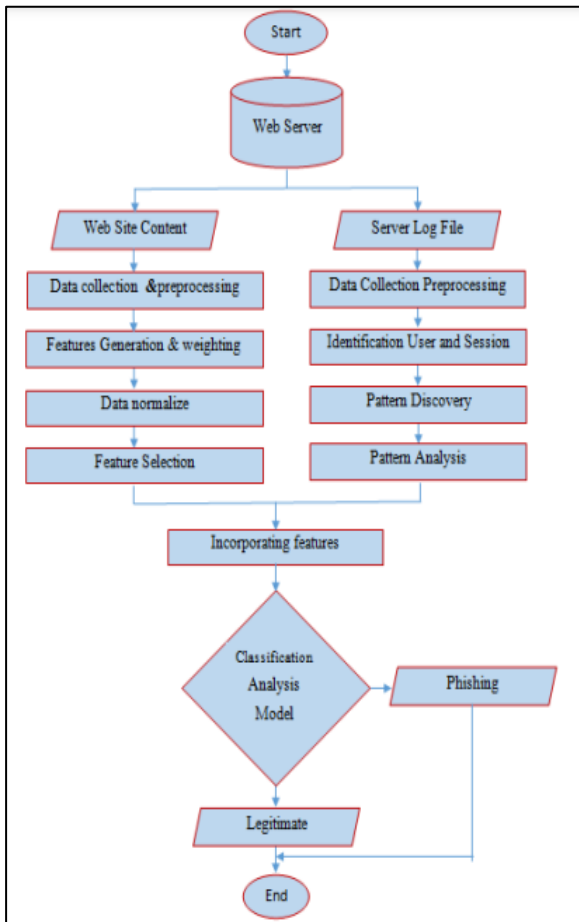 Start
Web Server
Web Site Content
Server Log File
Data collection &preprocessing
Data Collection Preprocessing
Features Generation & weighting
Identification User and Session
Data normalize
Pattern Discovery
Feature Selection
Pattern Analysis
Incorporating features
Classification
Analysis
Model
Phishing
Legitimate
End